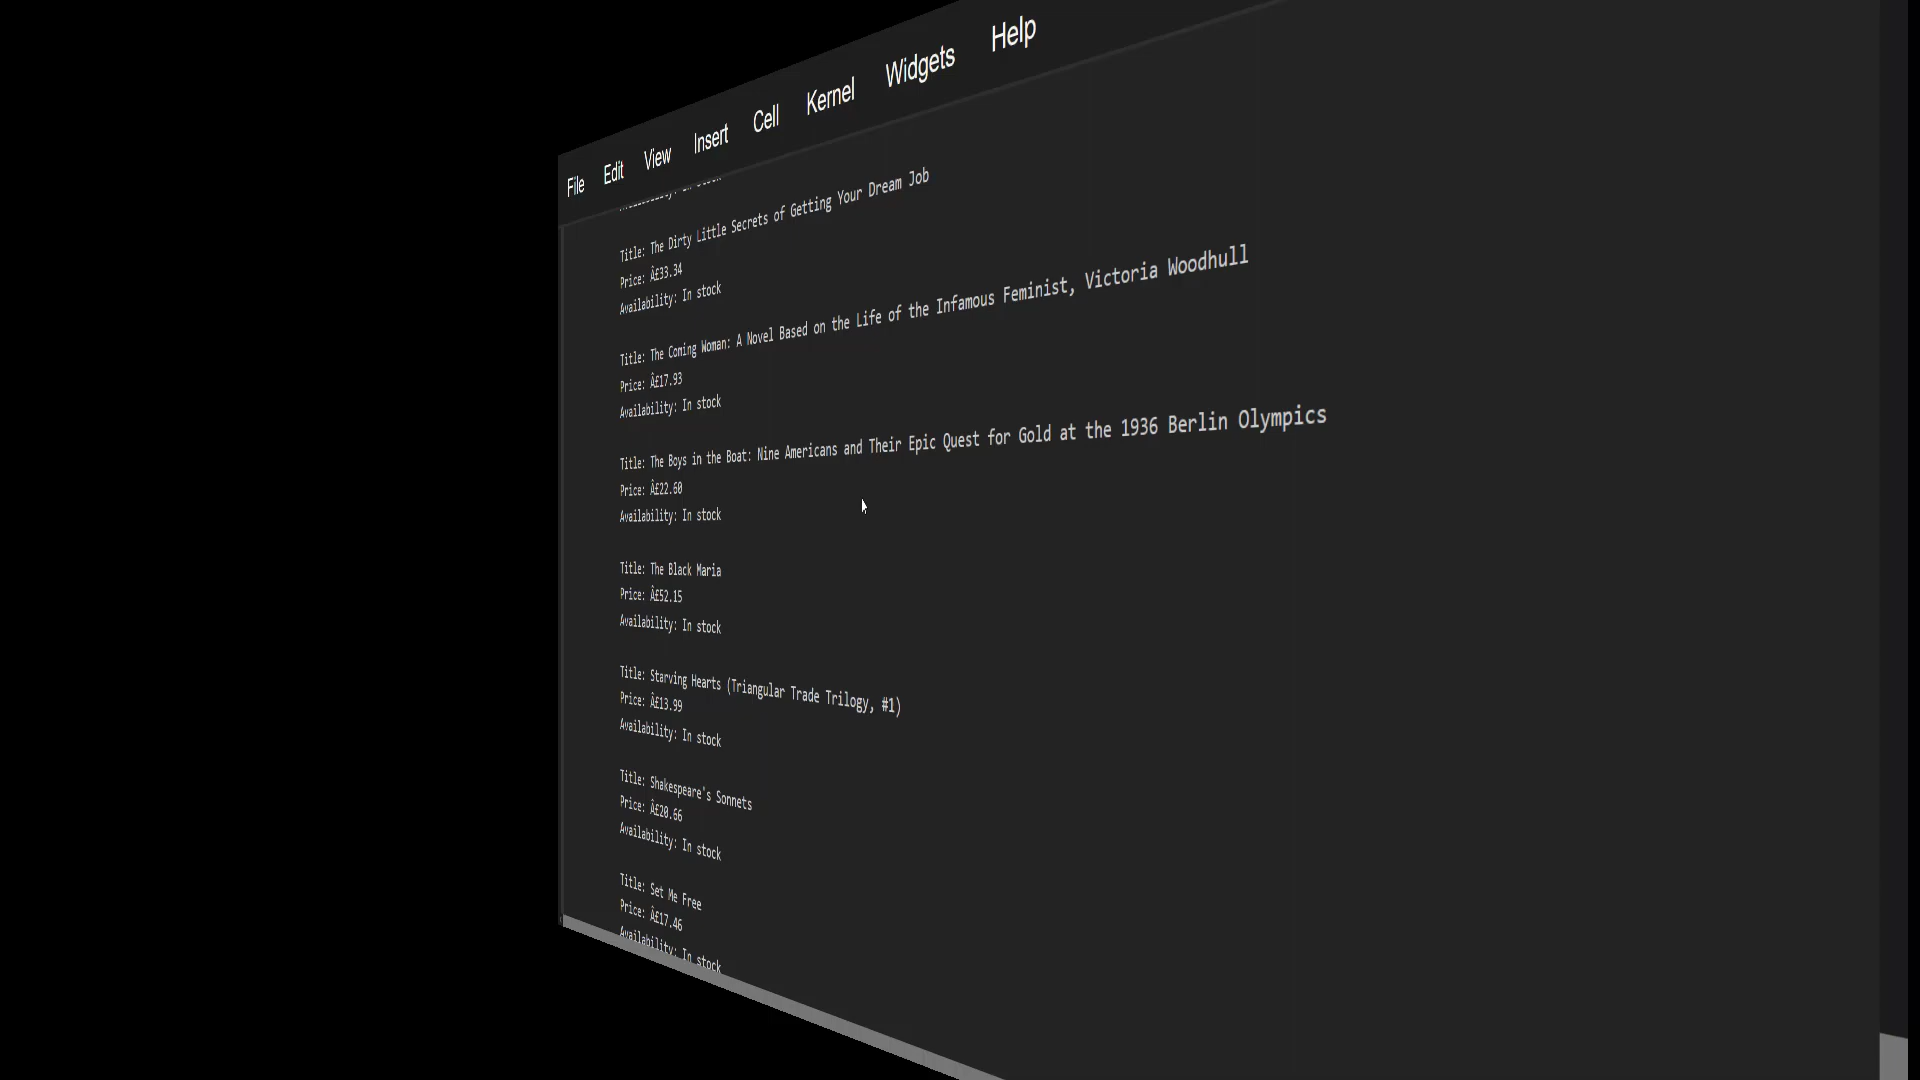 File Edit View Insert Cell Kernel Widgets Help
Title: The Dirty Little Secrets of Getting Your Dream Job
Price: Â£33.34
Availability: In stock
Title: The Coming Woman: A Novel Based on the Life of the Infamous Feminist, Victoria Woodhull
Price: Â£17.93
Availability: In stock
Title: The Boys in the Boat: Nine Americans and Their Epic Quest for Gold at the 1936 Berlin Olympics
Price: Â£22.60
Availability: In stock
Title: The Black Maria
Price: Â£52.15
Availability: In stock
Title: Starving Hearts (Triangular Trade Trilogy, #1)
Price: Â£13.99
Availability: In stock
Title: Shakespeare's Sonnets
Price: Â£20.66
Availability: In stock
Title: Set Me Free
Price: Â£17.46
Availability: In stock